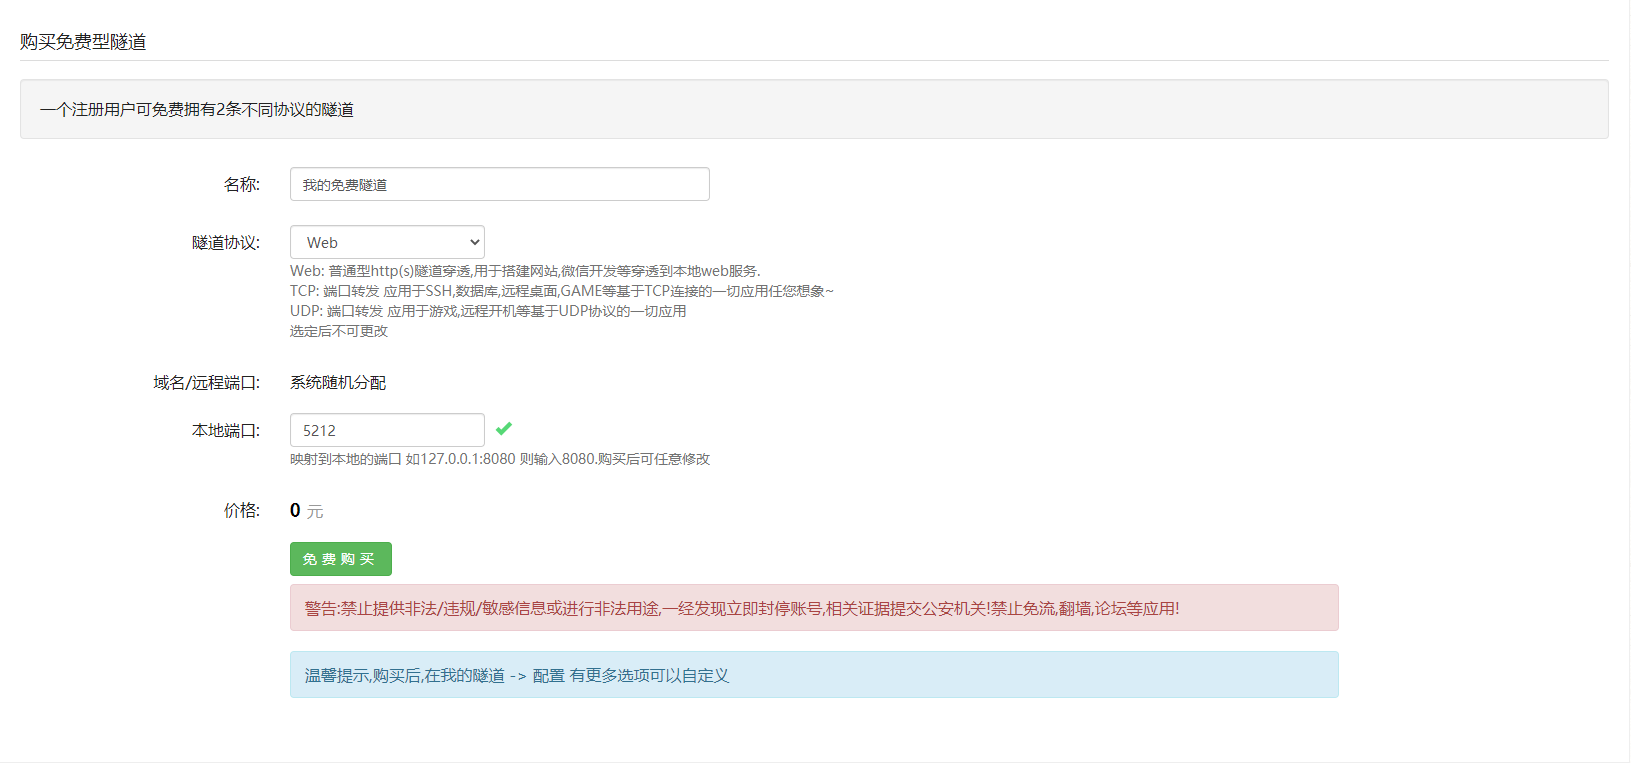 购买免费型隧道
一个注册用户可免费拥有2条不同协议的隧道
名称:
我的免费隧道
隧道协议:
Web
Web: 普通型http(s)隧道穿透,用于搭建网站,微信开发等穿透到本地web服务.
TCP: 端口转发 应用于SSH,数据库,远程桌面,GAME等基于TCP连接的一切应用任您想象~
UDP: 端口转发 应用于游戏,远程开机等基于UDP协议的一切应用
选定后不可更改
域名/远程端口:
系统随机分配
本地端口:
5212
映射到本地的端口 如127.0.0.1:8080 则输入8080.购买后可任意修改
价格:
0 元
免费购买
警告:禁止提供非法/违规/敏感信息或进行非法用途,一经发现立即封停账号,相关证据提交公安机关!禁止免流,翻墙,论坛等应用!
温馨提示,购买后,在我的隧道 -> 配置 有更多选项可以自定义